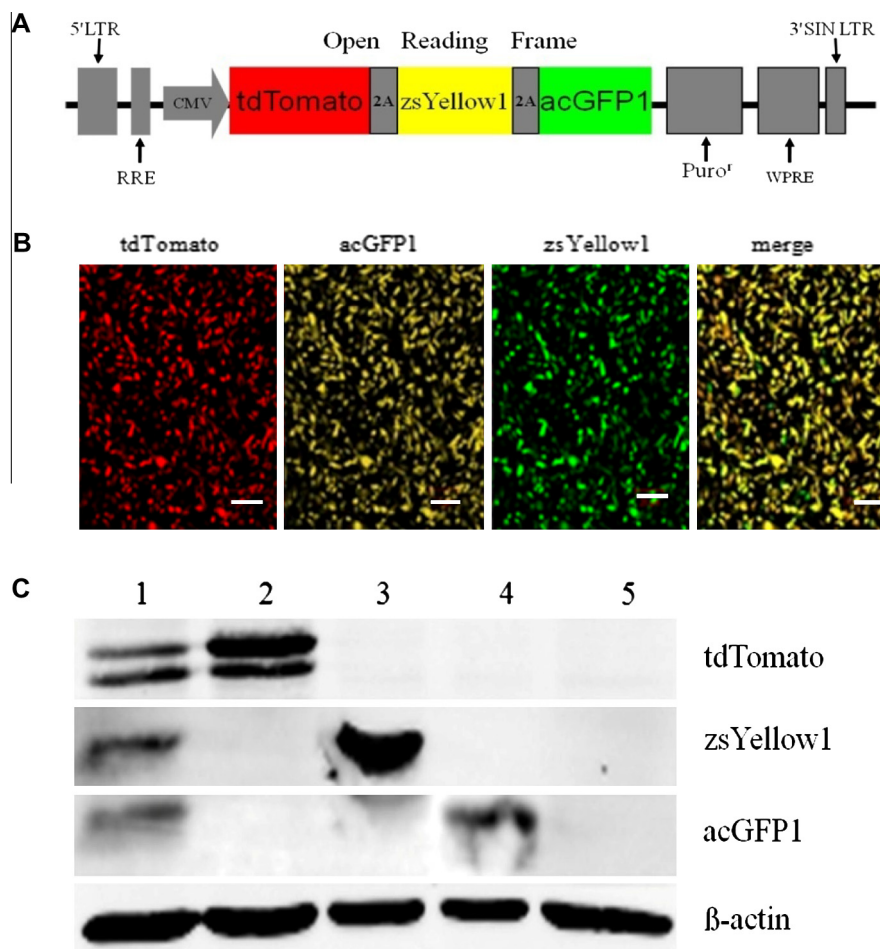 A
5'LTR
3'SIN LTR
Open Reading Frame
CMV
tdTomato
2A
zsYellow1
2A
acGFP1
RRE
Puroʳ
WPRE
B
tdTomato acGFP1 zsYellow1 merge
C
1 2 3 4 5
tdTomato
zsYellow1
acGFP1
ß-actin